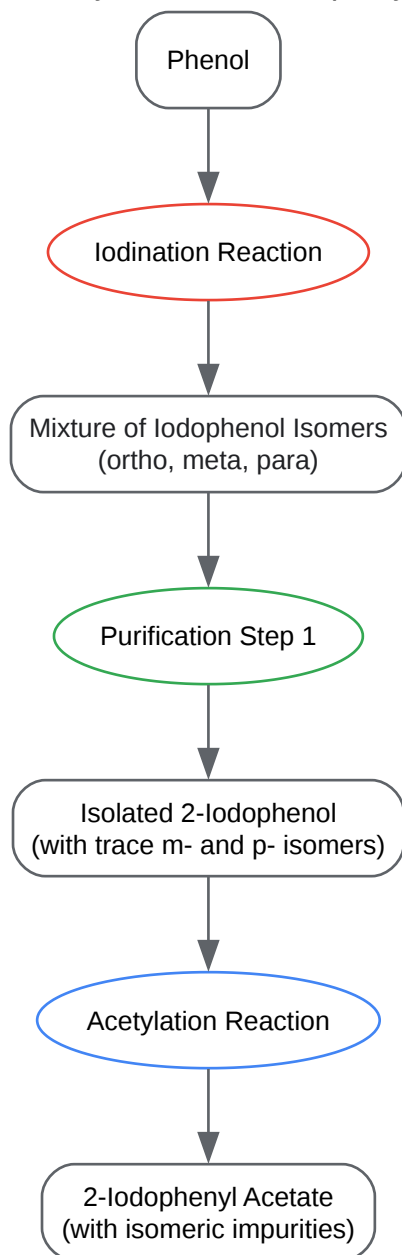 Phenol
Iodination Reaction
Mixture of Iodophenol Isomers
(ortho, meta, para)
Purification Step 1
Isolated 2-Iodophenol
(with trace m- and p- isomers)
Acetylation Reaction
2-Iodophenyl Acetate
(with isomeric impurities)